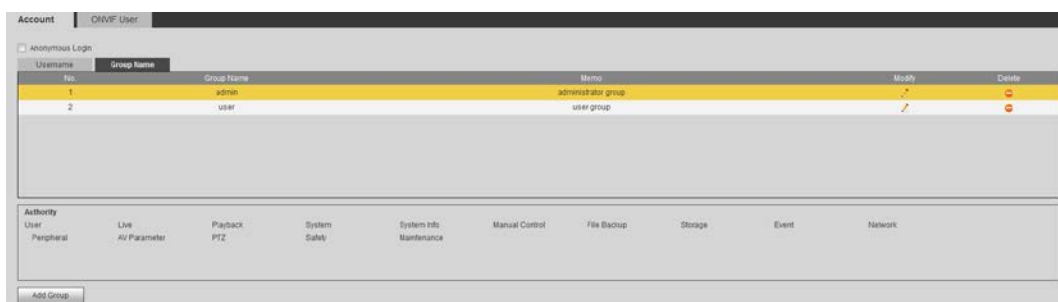 Account ONVIF User
Anonymous Login
Username Group Name
No. Group Name Memo Modify Delete
1 admin administrator group
2 user user group
Authority
User Live Playback System System Info Manual Control File Backup Storage Event Network
Peripheral AV Parameter PTZ Safety Maintenance
Add Group